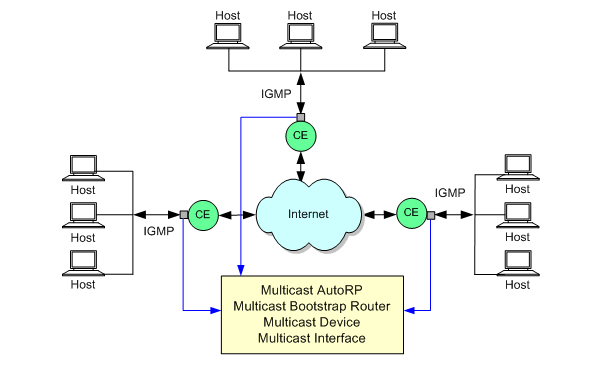 Host Host Host
IGMP
CE
Host
Host
Host
IGMP
CE
Internet
CE
IGMP
Host
Host
Host
Multicast AutoRP
Multicast Bootstrap Router
Multicast Device
Multicast Interface